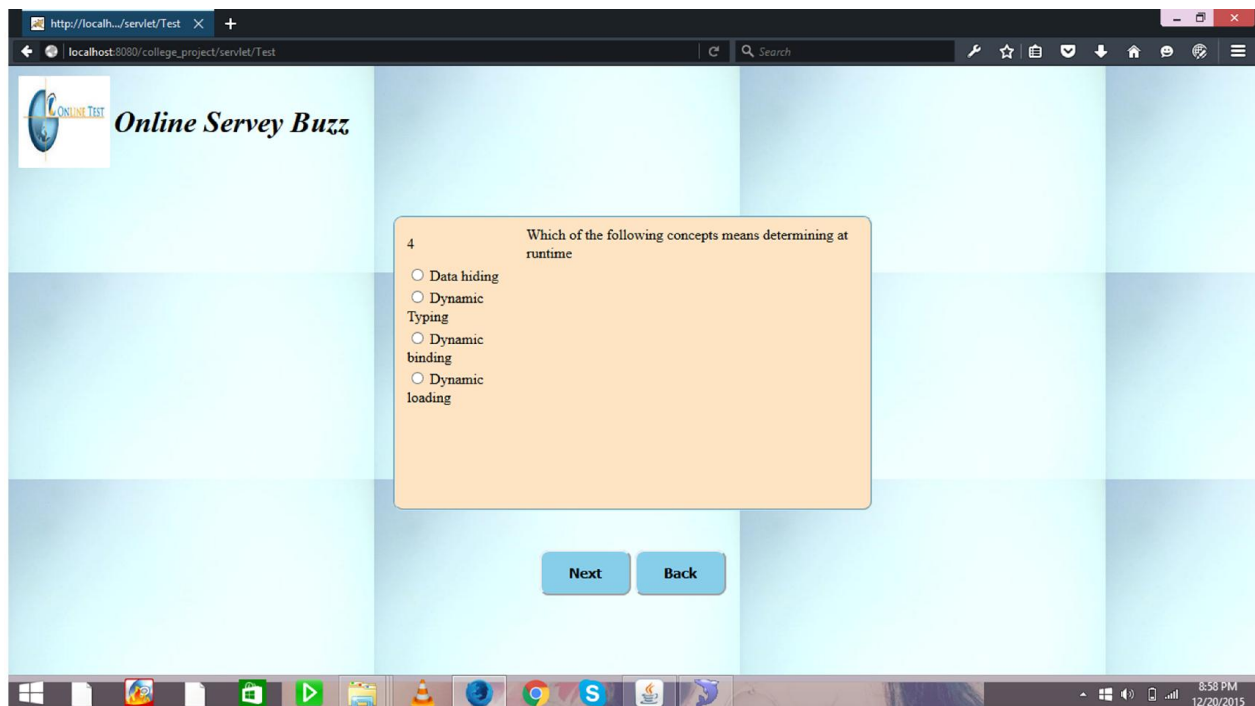 http://localh.../servlet/Test
localhost:8080/college_project/servlet/Test
Search
ONLINE TEST
Online Servey Buzz
4
Which of the following concepts means determining at
runtime
Data hiding
Dynamic
Typing
Dynamic
binding
Dynamic
loading
Next
Back
8:58 PM
12/20/2015